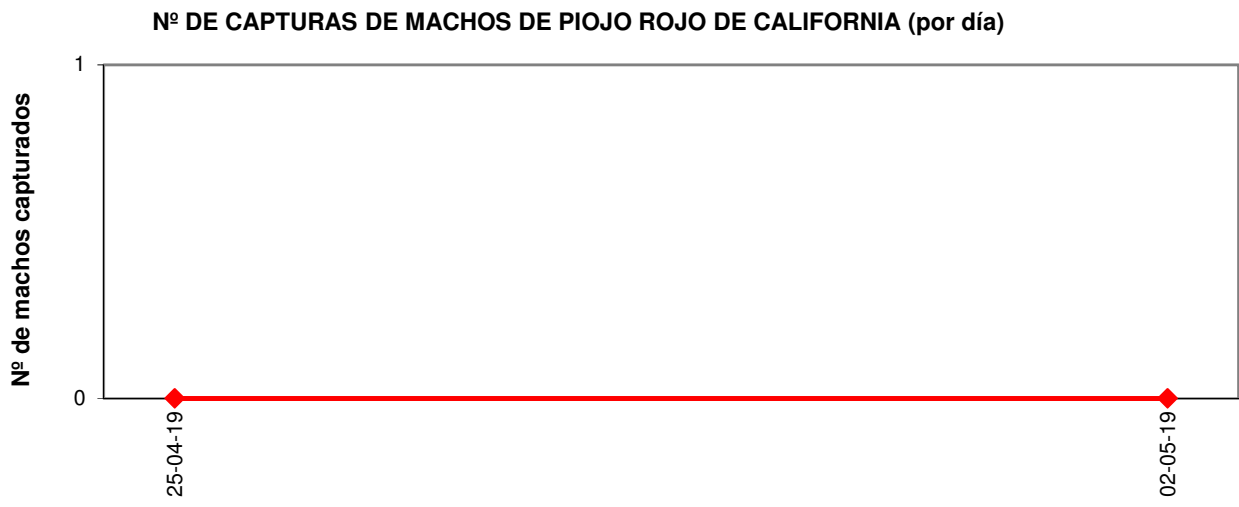 Nº DE CAPTURAS DE MACHOS DE PIOJO ROJO DE CALIFORNIA (por día)
Nº de machos capturados
1
0
25-04-19
02-05-19